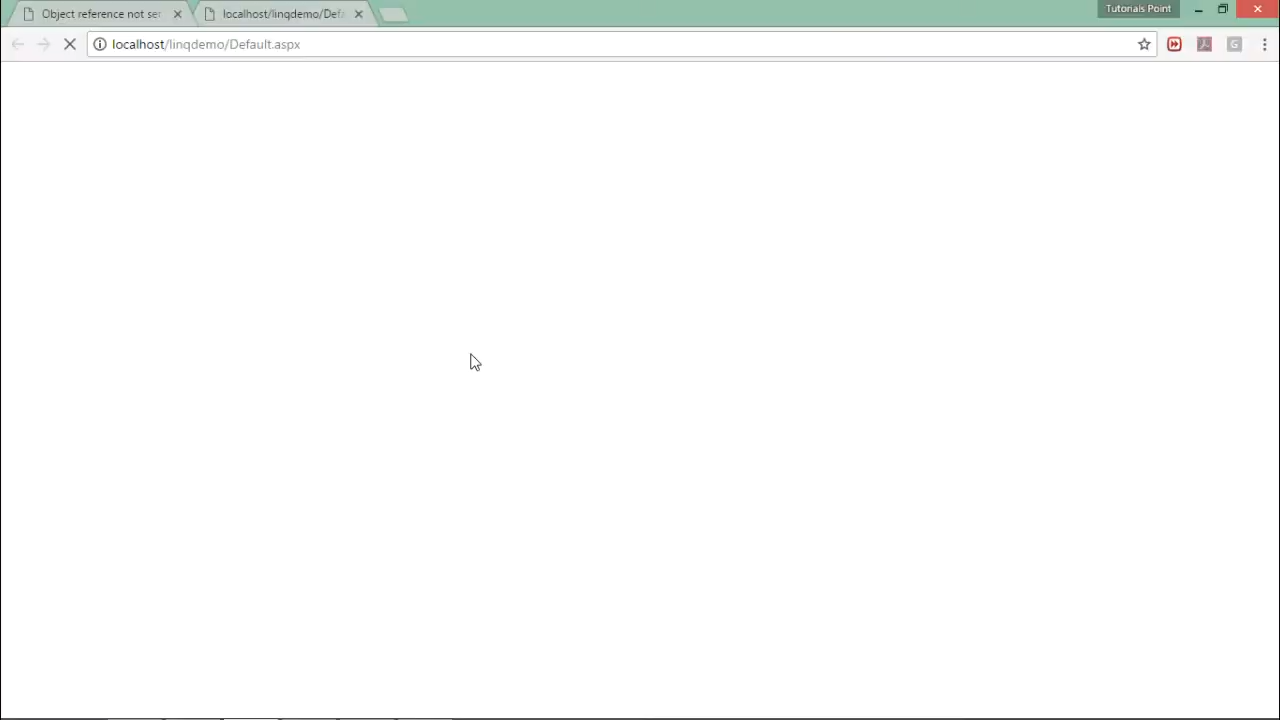 Object reference not se
localhost/linqdemo/Def
Tutorials Point
localhost/linqdemo/Default.aspx
G